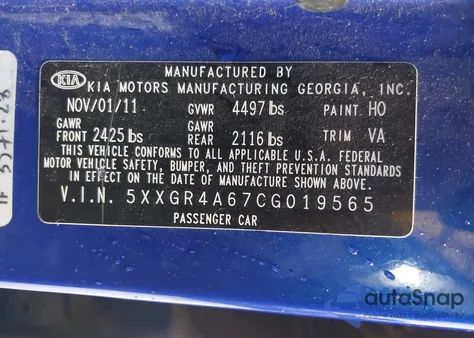 MANUFACTURED BY
KIA KIA MOTORS MANUFACTURING GEORGIA, INC.
NOV/01/11 GVWR 4497 lbs PAINT HO
GAWR FRONT 2425 lbs GAWR REAR 2116 lbs TRIM VA
THIS VEHICLE CONFORMS TO ALL APPLICABLE U.S.A. FEDERAL
MOTOR VEHICLE SAFETY, BUMPER, AND THEFT PREVENTION STANDARDS
IN EFFECT ON THE DATE OF MANUFACTURE SHOWN ABOVE.
V.I.N. 5XXGR4A67CG019565
PASSENGER CAR
autoSnap